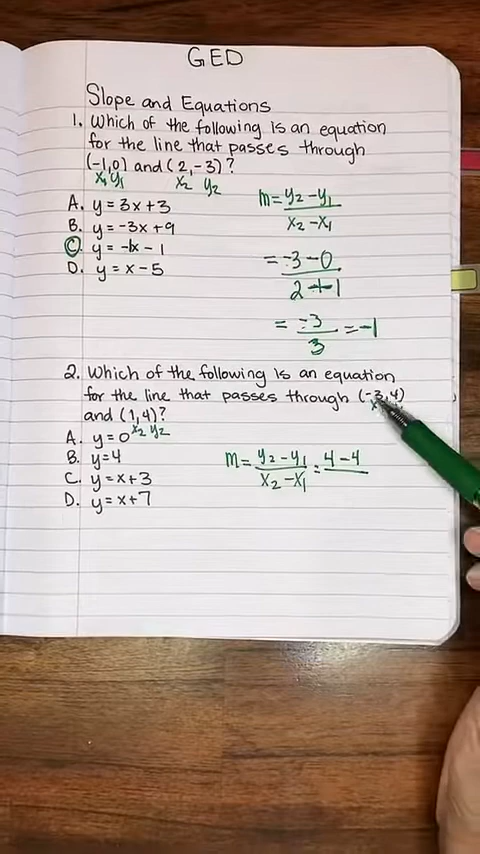 GED
Slope and Equations
1. Which of the following is an equation
for the line that passes through
(-1,0) and (2,-3)?
x₁ y₁ x₂ y₂
A. y=3x+3
B. y=-3x+9
C. y=-1x-1
D. y=x-5
m= y₂-y₁
x₂-x₁
= -3-0
2+1
= -3 = -1
3
2. Which of the following is an equation
for the line that passes through (-3,4)
and (1,4)?
x₂ y₂
A. y=0
B. y=4
C. y=x+3
D. y=x+7
m= y₂-y₁ = 4-4
x₂-x₁